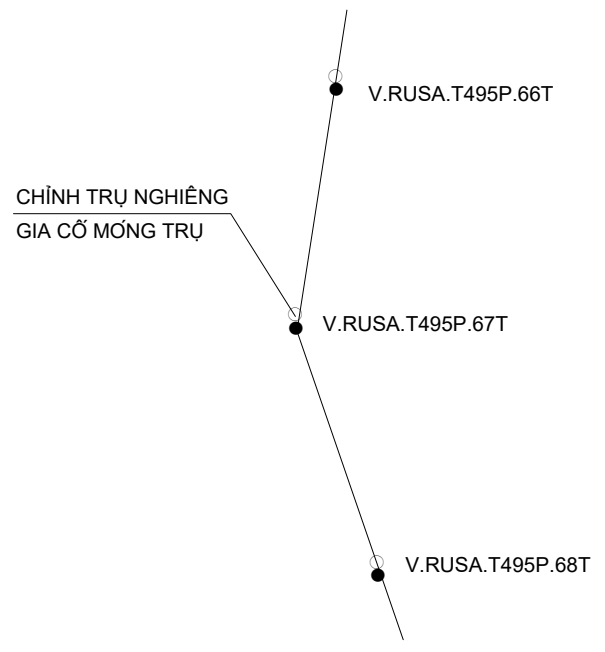 V.RUSA.T495P.66T
CHỈNH TRỤ NGHIÊNG
GIA CỐ MÓNG TRỤ
V.RUSA.T495P.67T
V.RUSA.T495P.68T